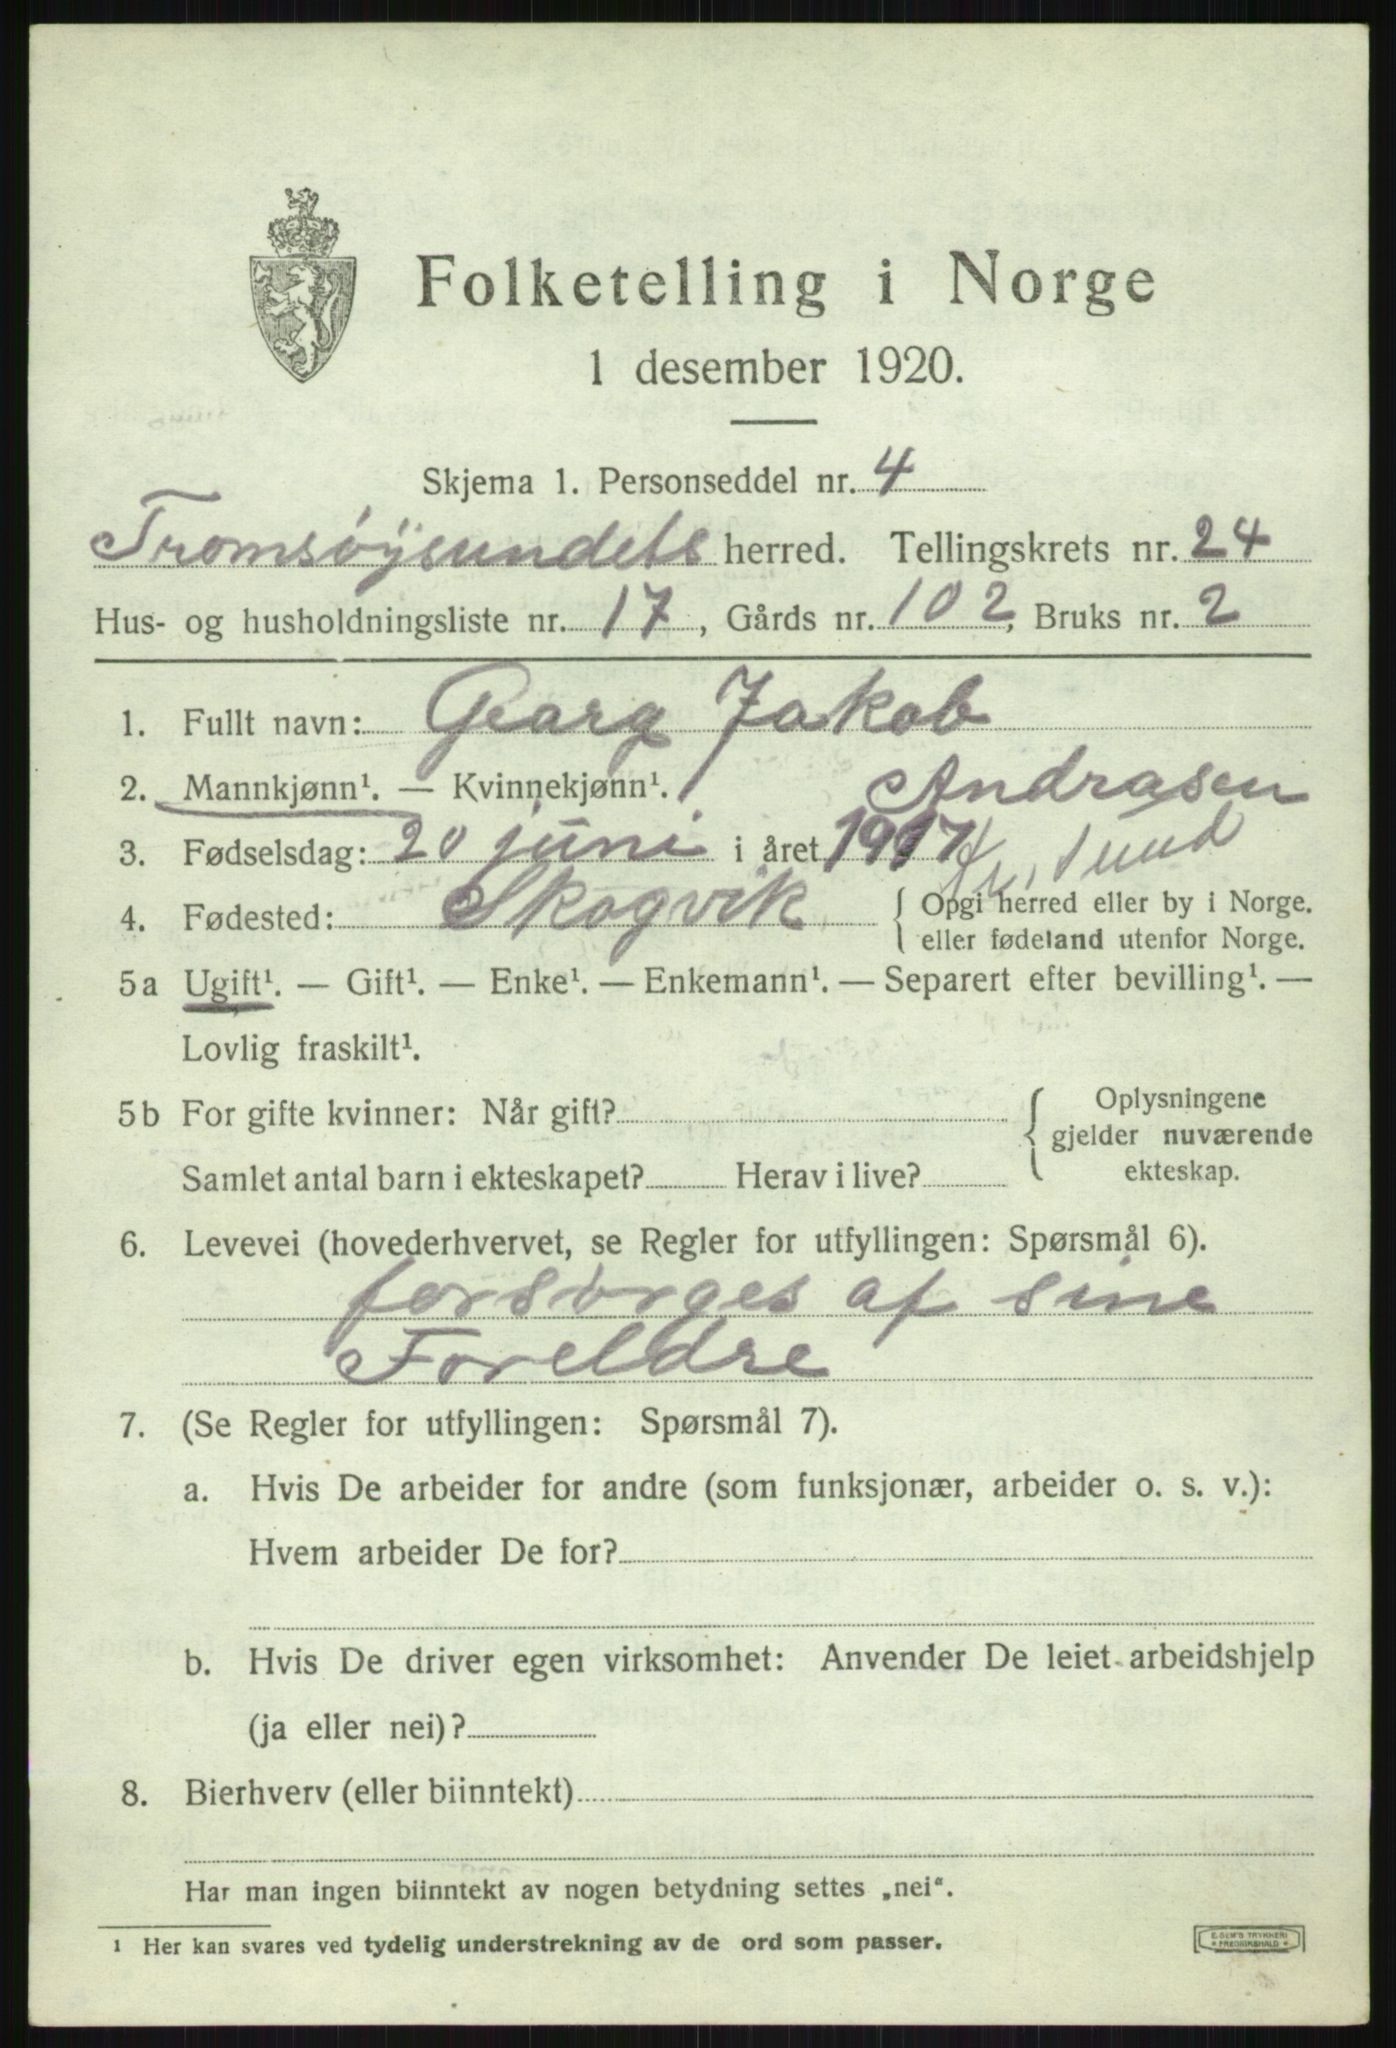 Folketelling i Norge
1 desember 1920.
Skjema 1. Personseddel nr. 4
Tromsøysundets herred. Tellingskrets nr. 24
Hus- og husholdningsliste nr. 17, Gårds nr. 102, Bruks nr. 2
1. Fullt navn: Georg Jakob
Andrasen
2. Mannkjønn¹. — Kvinnekjønn¹.
3. Fødselsdag: 20 juni i året 1917
Tr. sund
4. Fødested: Skogvik { Opgi herred eller by i Norge.
eller fødeland utenfor Norge.
5a Ugift¹. — Gift¹. — Enke¹. — Enkemann¹. — Separert efter bevilling¹. —
Lovlig fraskilt¹.
5b For gifte kvinner: Når gift? { Oplysningene
gjelder nuværende
ekteskap.
Samlet antal barn i ekteskapet? Herav i live?
6. Levevei (hovederhvervet, se Regler for utfyllingen: Spørsmål 6).
forsørges af sine
Foreldre
7. (Se Regler for utfyllingen: Spørsmål 7).
a. Hvis De arbeider for andre (som funksjonær, arbeider o. s. v.):
Hvem arbeider De for?
b. Hvis De driver egen virksomhet: Anvender De leiet arbeidshjelp
(ja eller nei)?
8. Bierhverv (eller biinntekt)
Har man ingen biinntekt av nogen betydning settes „nei“.
¹ Her kan svares ved tydelig understrekning av de ord som passer.
E. SEM'S TRYKKERI
* FREDRIKSHALD *